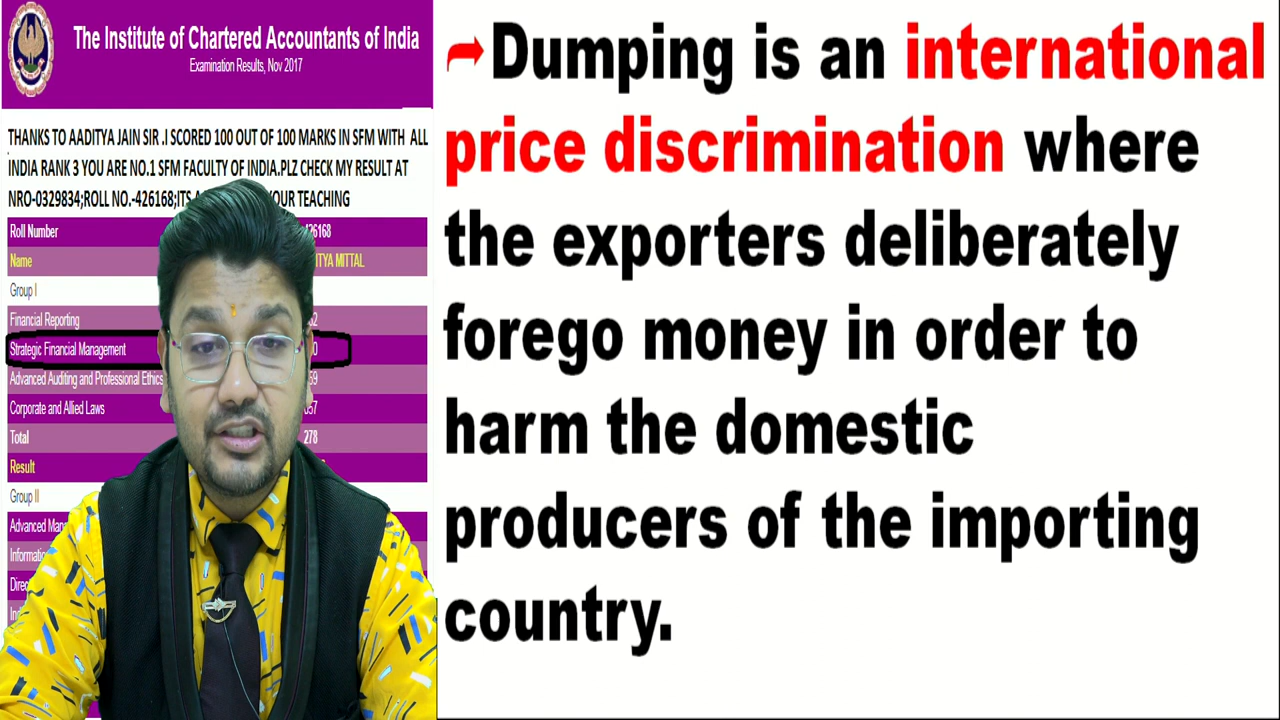 The Institute of Chartered Accountants of India
Examination Results, Nov 2017
THANKS TO AADITYA JAIN SIR .I SCORED 100 OUT OF 100 MARKS IN SFM WITH ALL
INDIA RANK 3 YOU ARE NO.1 SFM FACULTY OF INDIA.PLZ CHECK MY RESULT AT
NRO-0329834;ROLL NO.-426168;ITS YOUR TEACHING
Roll Number
Name MITTAL
Group I
Financial Reporting
Strategic Financial Management
Advanced Auditing and Professional Ethics
Corporate and Allied Laws
Total 278
Result
Group II
Advanced
➦Dumping is an international
price discrimination where
the exporters deliberately
forego money in order to
harm the domestic
producers of the importing
country.